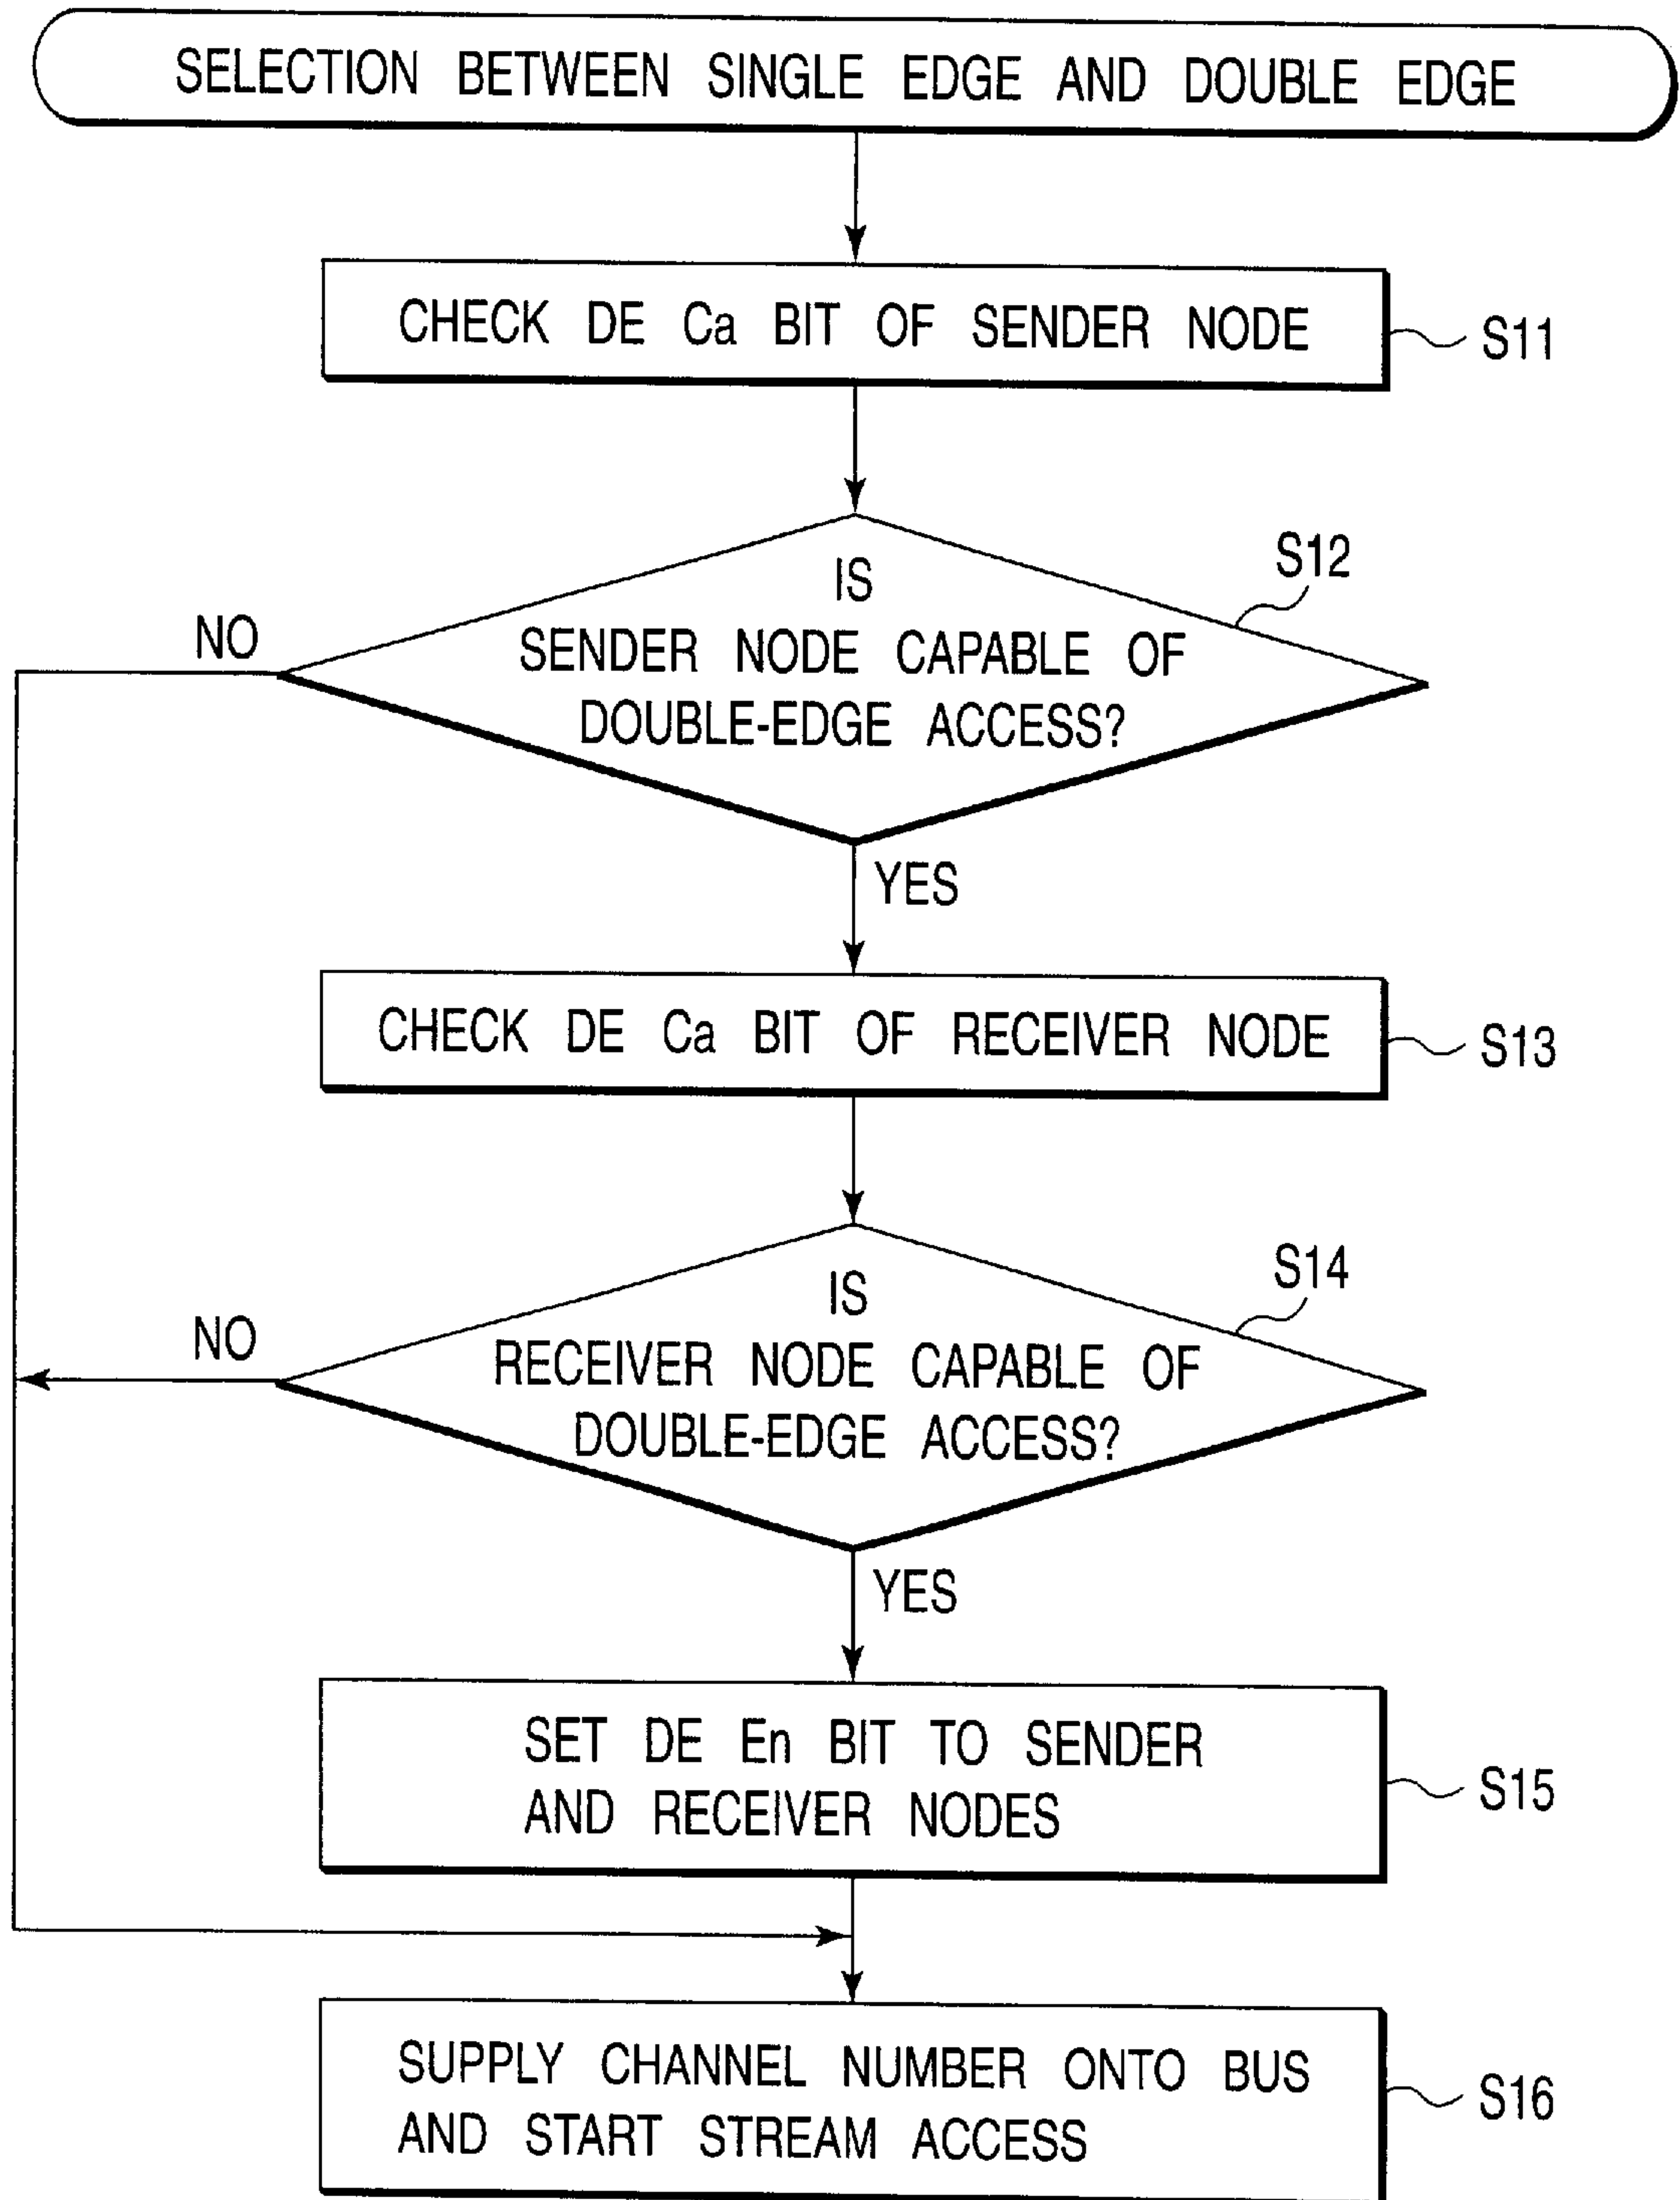 SELECTION BETWEEN SINGLE EDGE AND DOUBLE EDGE
CHECK DE Ca BIT OF SENDER NODE
S11
S12
IS
SENDER NODE CAPABLE OF
DOUBLE-EDGE ACCESS?
NO
YES
CHECK DE Ca BIT OF RECEIVER NODE
S13
S14
IS
RECEIVER NODE CAPABLE OF
DOUBLE-EDGE ACCESS?
NO
YES
SET DE En BIT TO SENDER
AND RECEIVER NODES
S15
SUPPLY CHANNEL NUMBER ONTO BUS
AND START STREAM ACCESS
S16